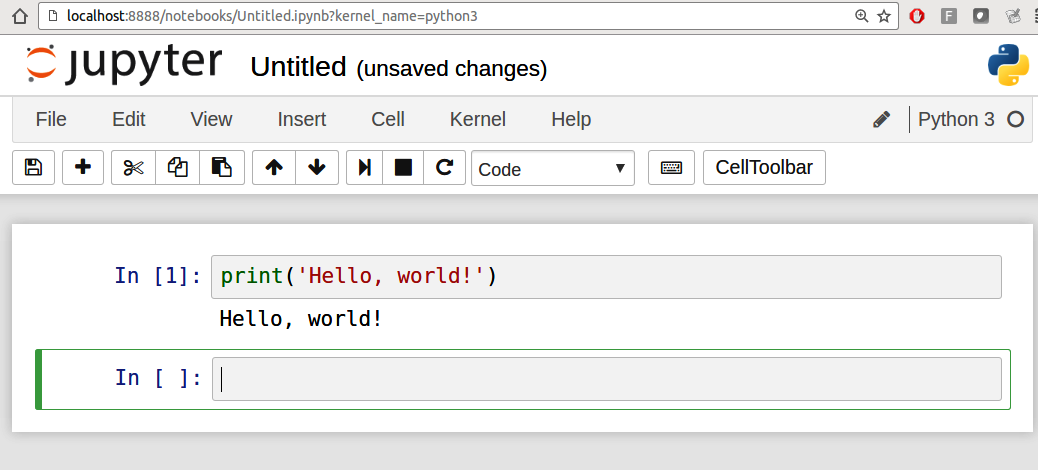 localhost:8888/notebooks/Untitled.ipynb?kernel_name=python3
jupyter Untitled (unsaved changes)
File Edit View Insert Cell Kernel Help Python 3
Code CellToolbar
In [1]: print('Hello, world!')
Hello, world!
In [ ]: